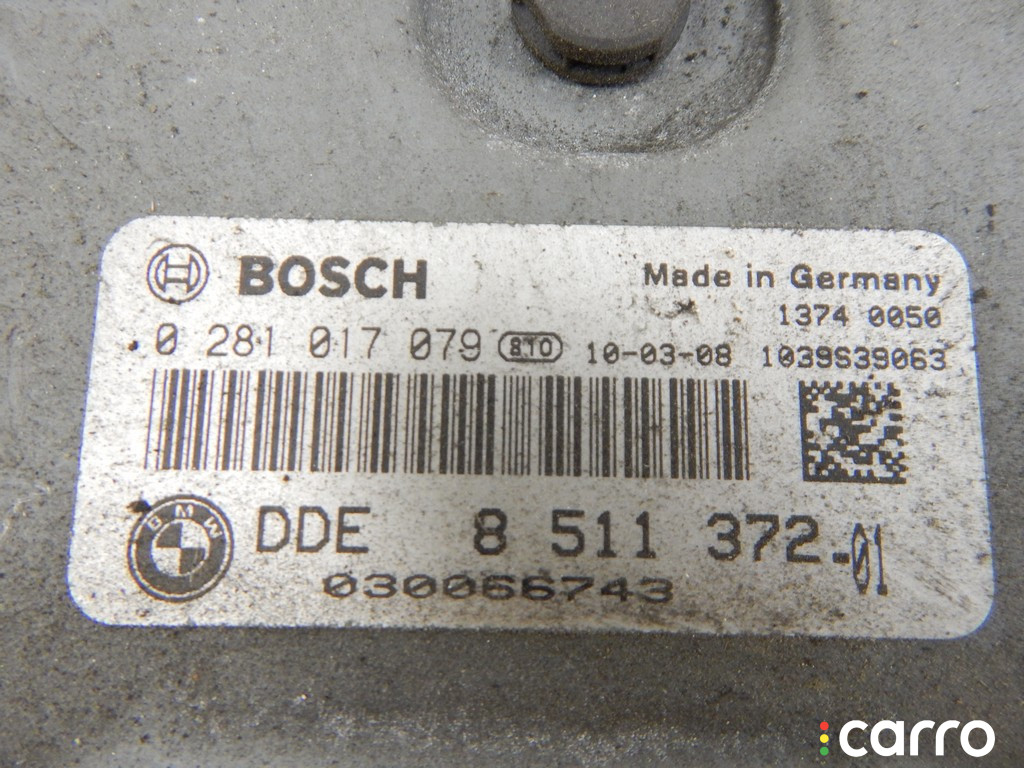 BOSCH
Made in Germany
1374 0050
0 281 017 079 810 10-03-08 1039S39063
BMW
DDE 8 511 372-01
030066743
carro